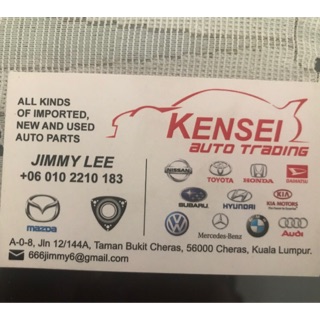 ALL KINDS
OF IMPORTED,
NEW AND USED
AUTO PARTS
JIMMY LEE
+06 010 2210 183
mazda
KENSEI
AUTO TRADING
NISSAN TOYOTA HONDA DAIHATSU
SUBARU HYUNDAI KIA MOTORS
Mercedes-Benz Audi
A-0-8, Jln 12/144A, Taman Bukit Cheras, 56000 Cheras, Kuala Lumpur.
666jimmy6@gmail.com